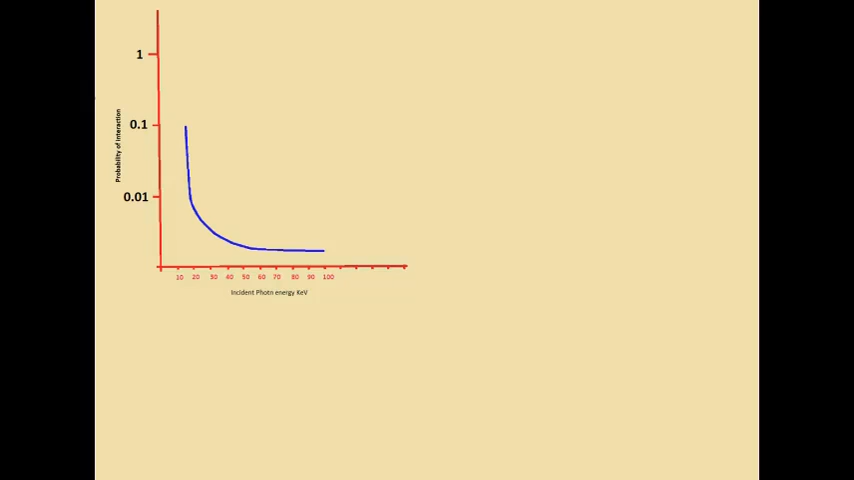 1
0.1
Probability of Interaction
0.01
10 20 30 40 50 60 70 80 90 100
Incident Photn energy KeV